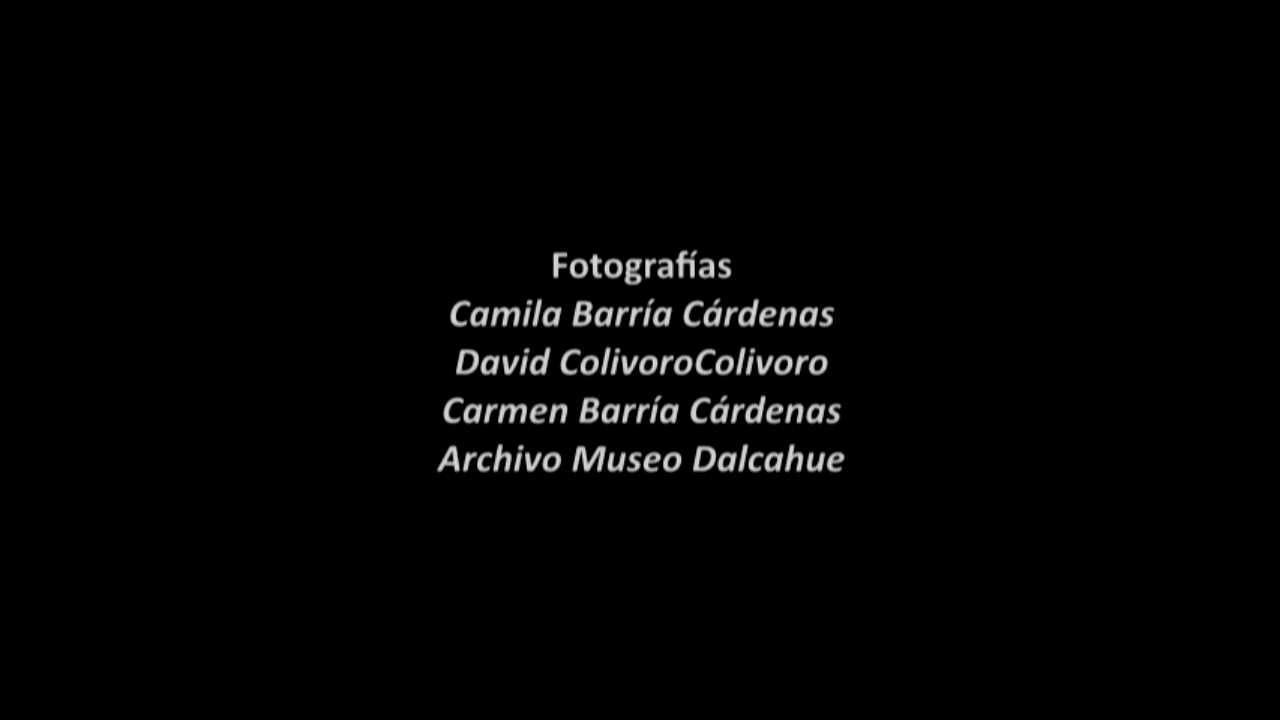 Fotografías
Camila Barría Cárdenas
David ColivoroColivoro
Carmen Barría Cárdenas
Archivo Museo Dalcahue